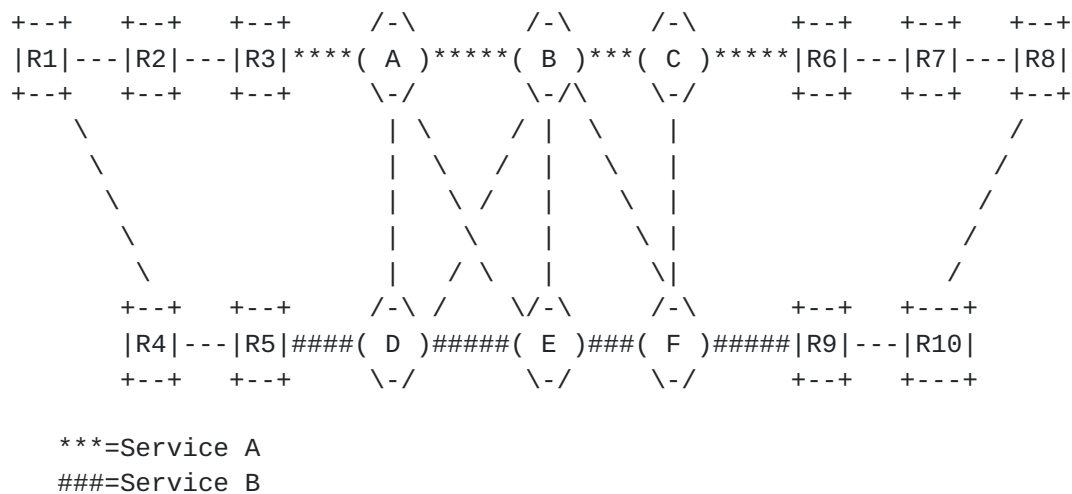 +--+   +--+   +--+     /-\         /-\     /-\      +--+   +--+   +--+
|R1|---|R2|---|R3|****( A )*****( B )***( C )*****|R6|---|R7|---|R8|
+--+   +--+   +--+     \-/         \-/\    \-/      +--+   +--+   +--+
    \                   | \     / |  \     |                      /
     \                  |  \   /  |   \    |                     /
      \                 |   \ /   |    \   |                    /
       \                |    \    |     \  |                   /
        \               |   / \   |      \|                   /
       +--+   +--+     /-\ /    \/-\     /-\      +--+   +---+
       |R4|---|R5|####( D )#####( E )###( F )#####|R9|---|R10|
       +--+   +--+     \-/       \-/     \-/      +--+   +---+
***=Service A
###=Service B